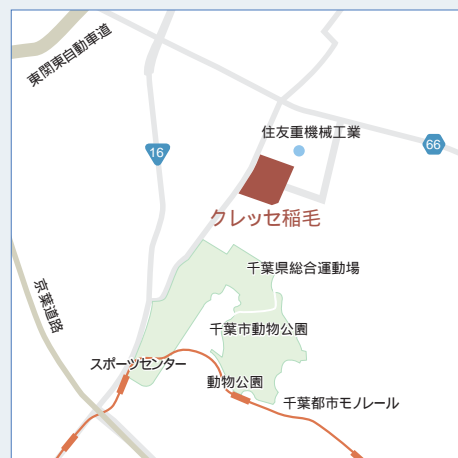 東関東自動車道
住友重機械工業
16
66
クレッセ稲毛
千葉県総合運動場
京葉道路
千葉市動物公園
スポーツセンター
動物公園
千葉都市モノレール